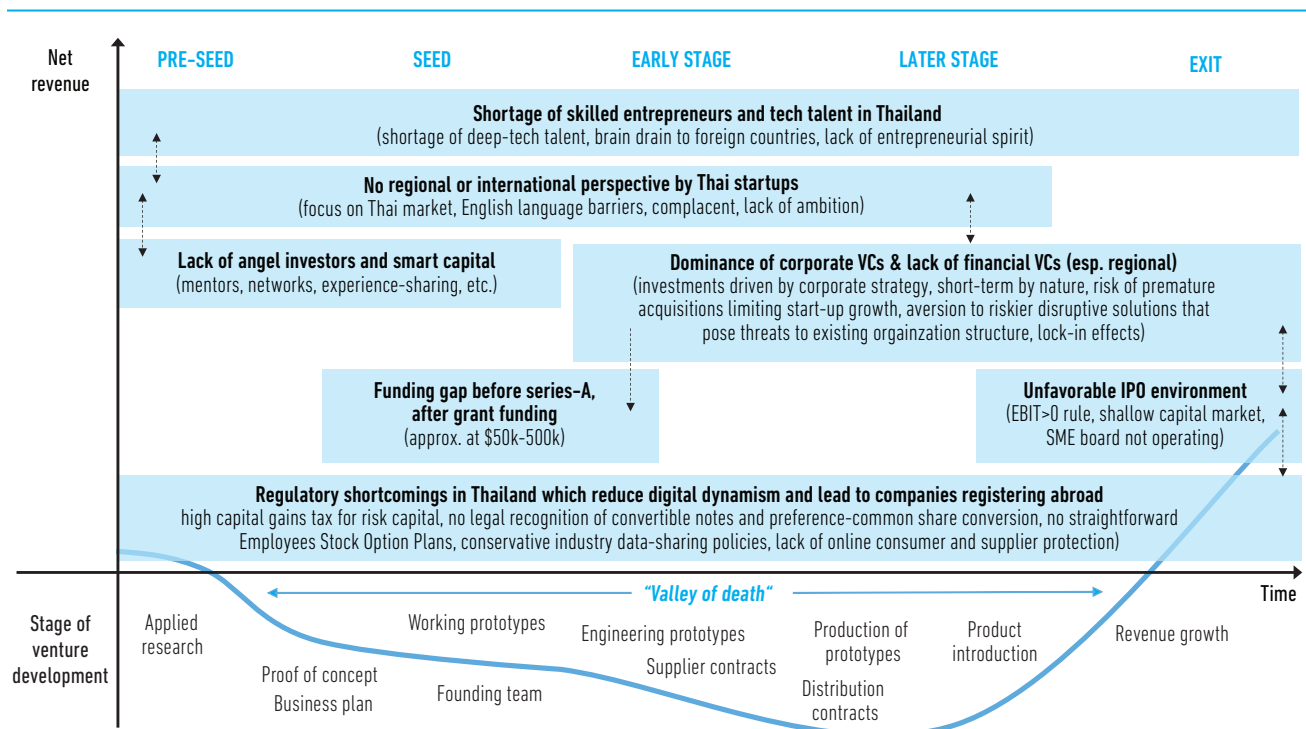 Net
revenue
PRE-SEED
SEED
EARLY STAGE
LATER STAGE
EXIT
Shortage of skilled entrepreneurs and tech talent in Thailand
(shortage of deep-tech talent, brain drain to foreign countries, lack of entrepreneurial spirit)
No regional or international perspective by Thai startups
(focus on Thai market, English language barriers, complacent, lack of ambition)
Lack of angel investors and smart capital
(mentors, networks, experience-sharing, etc.)
Dominance of corporate VCs & lack of financial VCs (esp. regional)
(investments driven by corporate strategy, short-term by nature, risk of premature
acquisitions limiting start-up growth, aversion to riskier disruptive solutions that
pose threats to existing orgainzation structure, lock-in effects)
Funding gap before series-A,
after grant funding
(approx. at $50k-500k)
Unfavorable IPO environment
(EBIT>0 rule, shallow capital market,
SME board not operating)
Regulatory shortcomings in Thailand which reduce digital dynamism and lead to companies registering abroad
high capital gains tax for risk capital, no legal recognition of convertible notes and preference-common share conversion, no straightforward
Employees Stock Option Plans, conservative industry data-sharing policies, lack of online consumer and supplier protection)
"Valley of death"
Time
Stage of
venture
development
Applied
research
Proof of concept
Business plan
Working prototypes
Founding team
Engineering prototypes
Supplier contracts
Production of
prototypes
Distribution
contracts
Product
introduction
Revenue growth